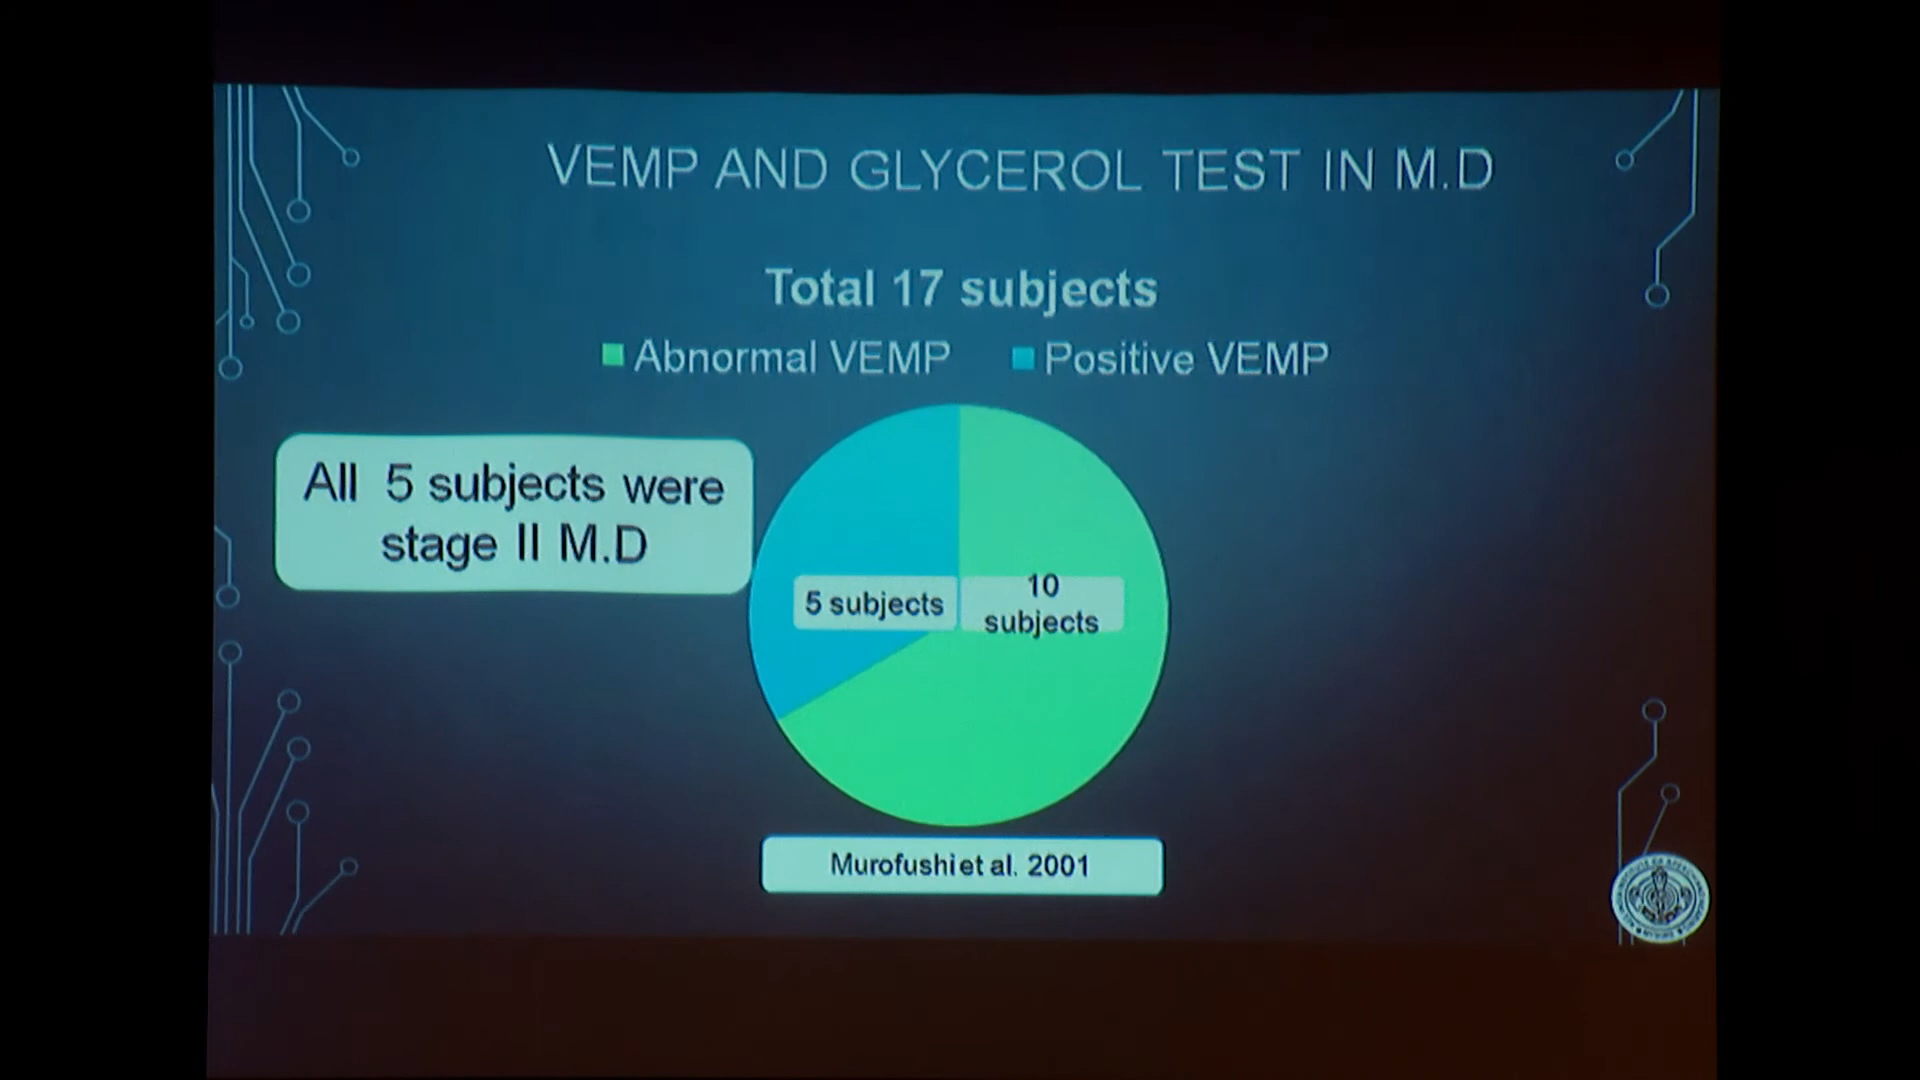 VEMP AND GLYCEROL TEST IN M.D
Total 17 subjects
Abnormal VEMP Positive VEMP
All 5 subjects were
stage II M.D
5 subjects
10
subjects
Murofushi et al. 2001